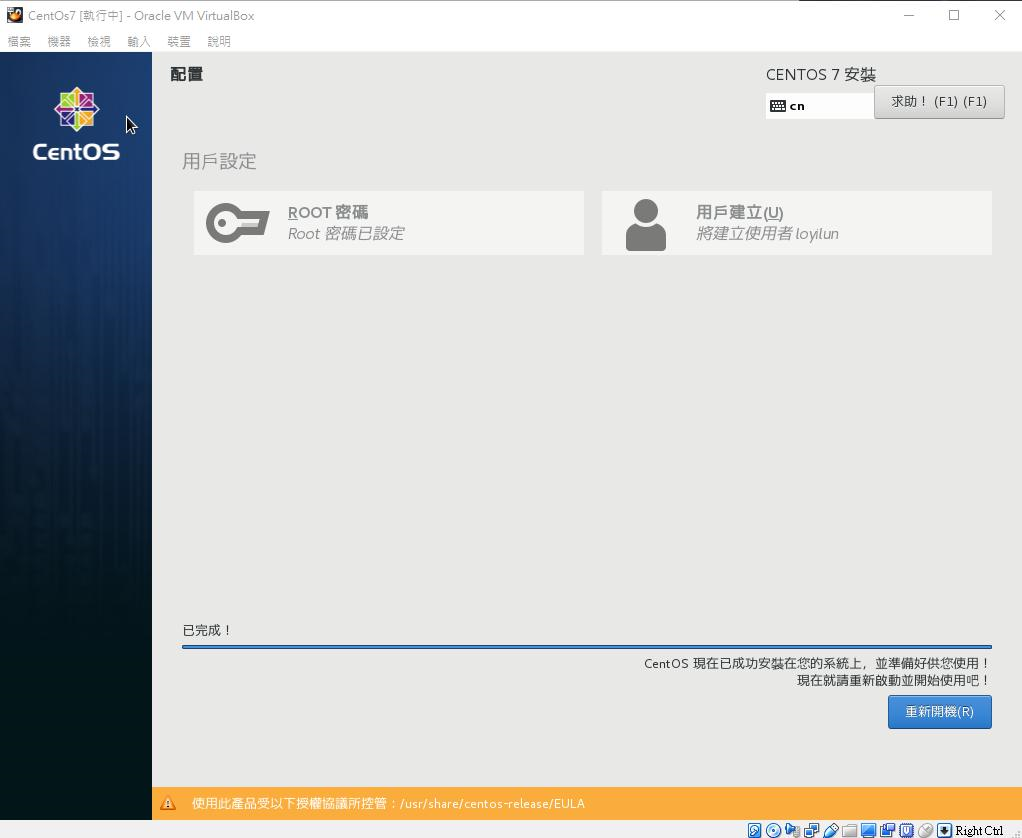 CentOs7 [執行中] - Oracle VM VirtualBox
檔案 機器 檢視 輸入 裝置 說明
配置
CENTOS 7 安裝
cn
求助！ (F1) (F1)
CentOS
用戶設定
ROOT 密碼
Root 密碼已設定
用戶建立(U)
將建立使用者 loyilun
已完成！
CentOS 現在已成功安裝在您的系統上，並準備好供您使用！
現在就請重新啟動並開始使用吧！
重新開機(R)
使用此產品受以下授權協議所控管：/usr/share/centos-release/EULA
Right Ctrl